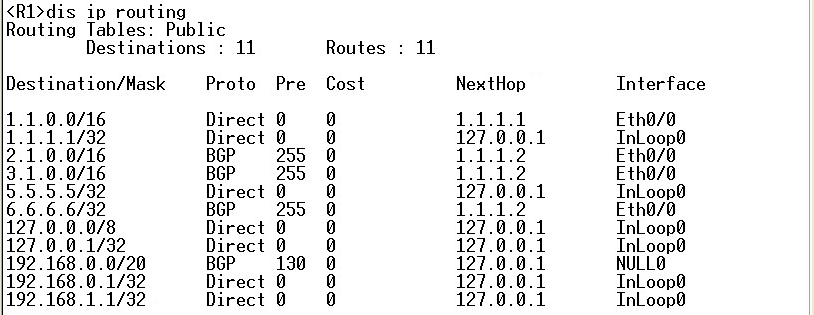 <R1>dis ip routing
Routing Tables: Public
Destinations : 11 Routes : 11
Destination/Mask Proto Pre Cost NextHop Interface
1.1.0.0/16 Direct 0 0 1.1.1.1 Eth0/0
1.1.1.1/32 Direct 0 0 127.0.0.1 InLoop0
2.1.0.0/16 BGP 255 0 1.1.1.2 Eth0/0
3.1.0.0/16 BGP 255 0 1.1.1.2 Eth0/0
5.5.5.5/32 Direct 0 0 127.0.0.1 InLoop0
6.6.6.6/32 BGP 255 0 1.1.1.2 Eth0/0
127.0.0.0/8 Direct 0 0 127.0.0.1 InLoop0
127.0.0.1/32 Direct 0 0 127.0.0.1 InLoop0
192.168.0.0/20 BGP 130 0 127.0.0.1 NULL0
192.168.0.1/32 Direct 0 0 127.0.0.1 InLoop0
192.168.1.1/32 Direct 0 0 127.0.0.1 InLoop0